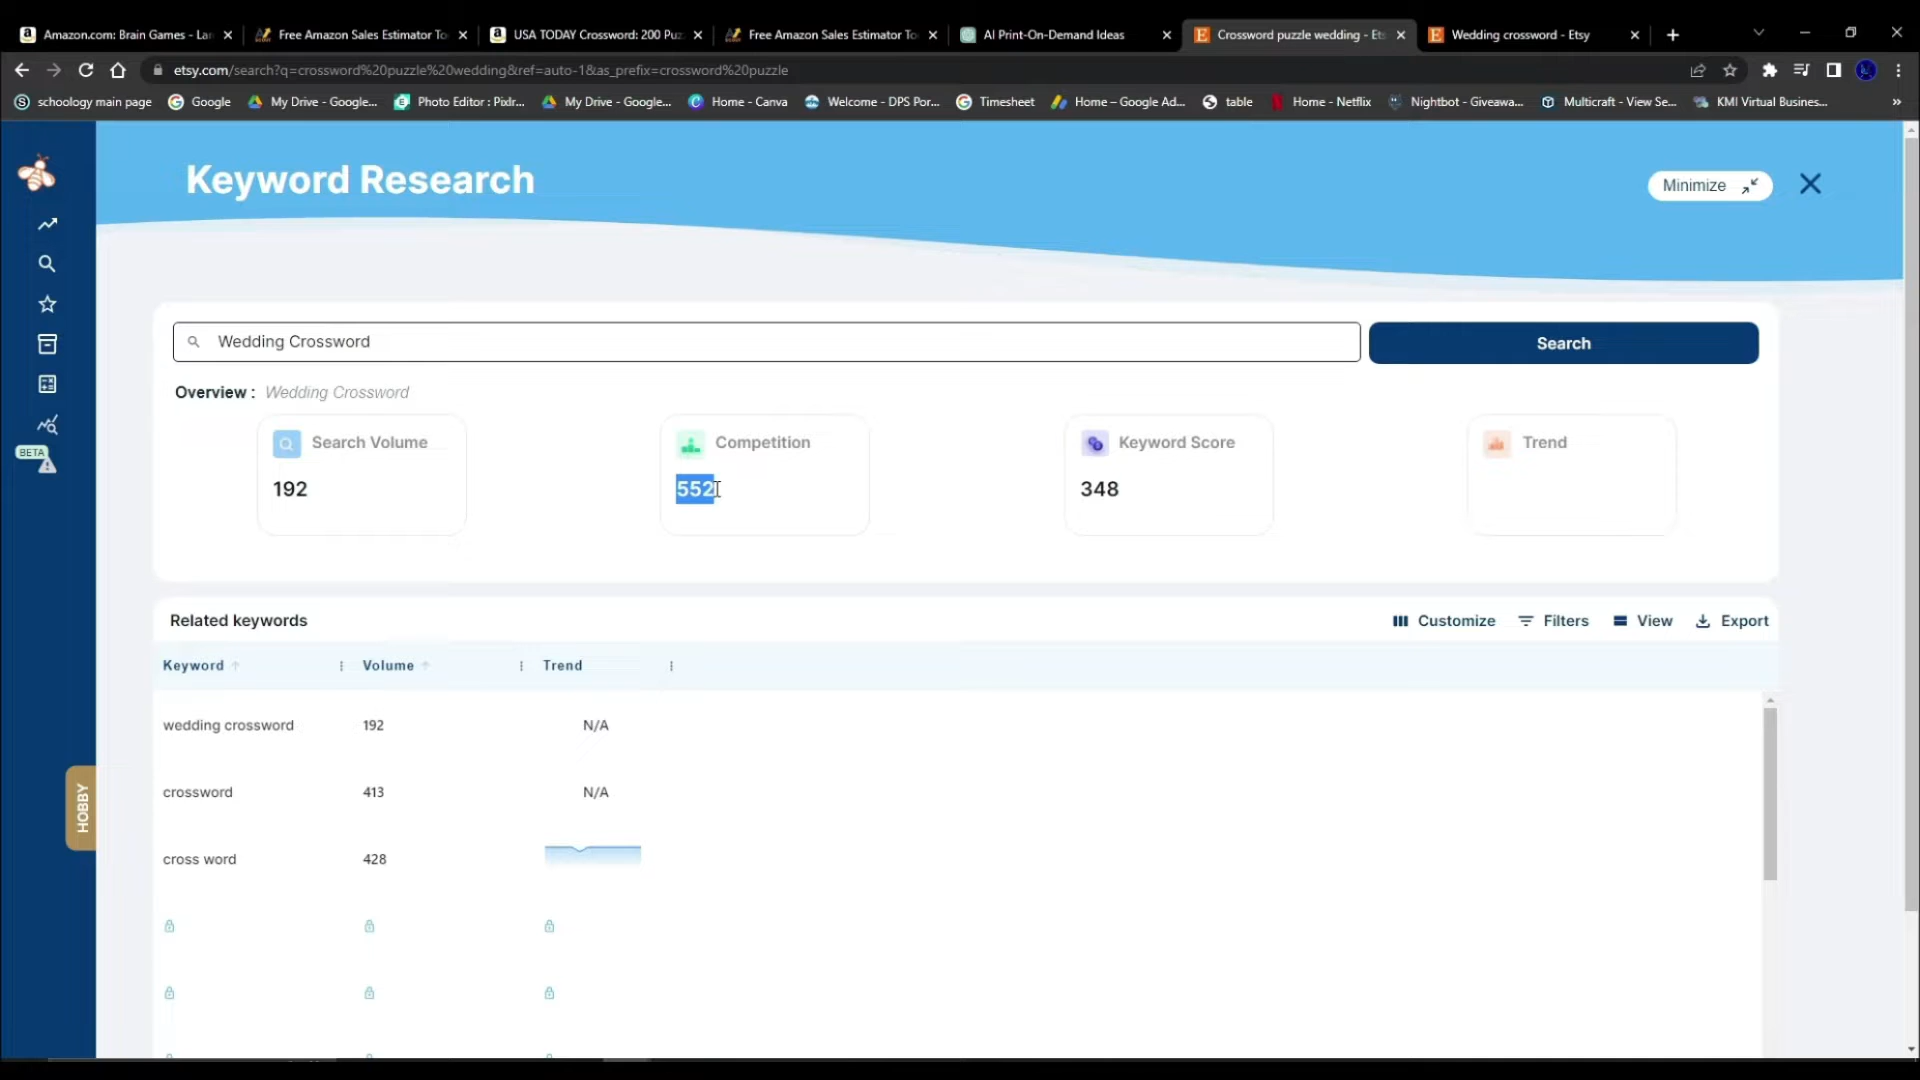 Amazon.com: Brain Games - La
Free Amazon Sales Estimator To
USA TODAY Crossword: 200 Puz
Free Amazon Sales Estimator To
AI Print-On-Demand Ideas
Crossword puzzle wedding - Ets
Wedding crossword - Etsy
etsy.com/search?q=crossword%20puzzle%20wedding&ref=auto-1&as_prefix=crossword%20puzzle
schoology main page
Google
My Drive - Google...
Photo Editor : Pixlr...
My Drive - Google...
Home - Canva
Welcome - DPS Por...
Timesheet
Home – Google Ad...
table
Home - Netflix
Nightbot - Giveawa...
Multicraft - View Se...
KMI Virtual Busines...
»
Keyword Research
Minimize
Wedding Crossword
Search
Overview : Wedding Crossword
Search Volume
192
Competition
552
Keyword Score
348
Trend
BETA
Related keywords
Customize
Filters
View
Export
Keyword
Volume
Trend
wedding crossword 192 N/A
crossword 413 N/A
cross word 428
HOBBY